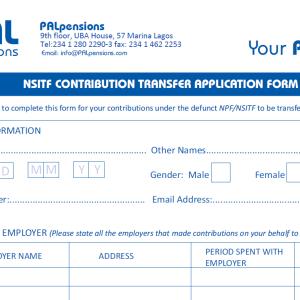 AL PALpensions
9th floor, UBA House, 57 Marina Lagos
Tel:234 1 280 2290-3 fax: 234 1 462 2253
Email: info@palpensions.com
sions Your
NSITF CONTRIBUTION TRANSFER APPLICATION FORM
to complete this form for your contributions under the defunct NPF/NSITF to be transfer
ORMATION
Other Names
D MM YY Gender: Male Female
er: Email Address:
EMPLOYER (Please state all the employers that made contributions on your behalf to
OYER NAME ADDRESS PERIOD SPENT WITH
EMPLOYER